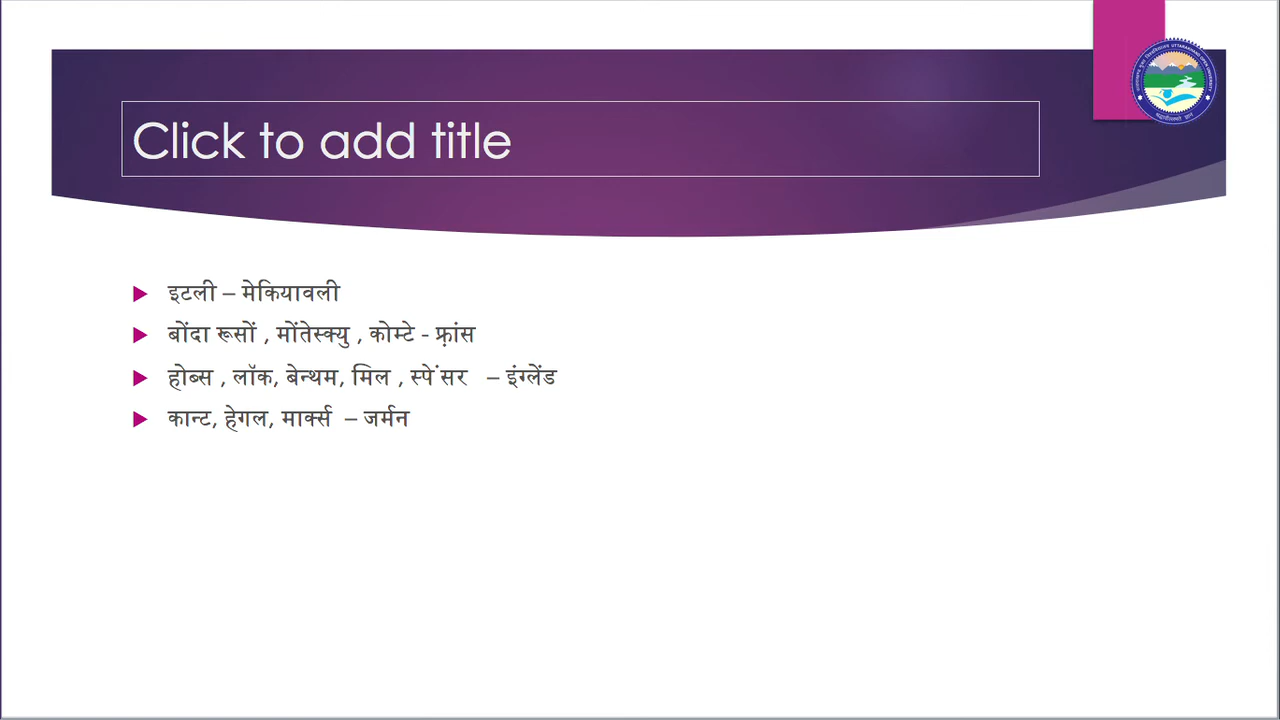 Click to add title
इटली – मेकियावली
बोंदा रूसों , मोंतेस्क्यु , कोम्टे - फ़्रांस
होब्स , लॉक, बेन्थम, मिल , स्पेंसर – इंग्लेंड
कान्ट, हेगल, मार्क्स – जर्मन